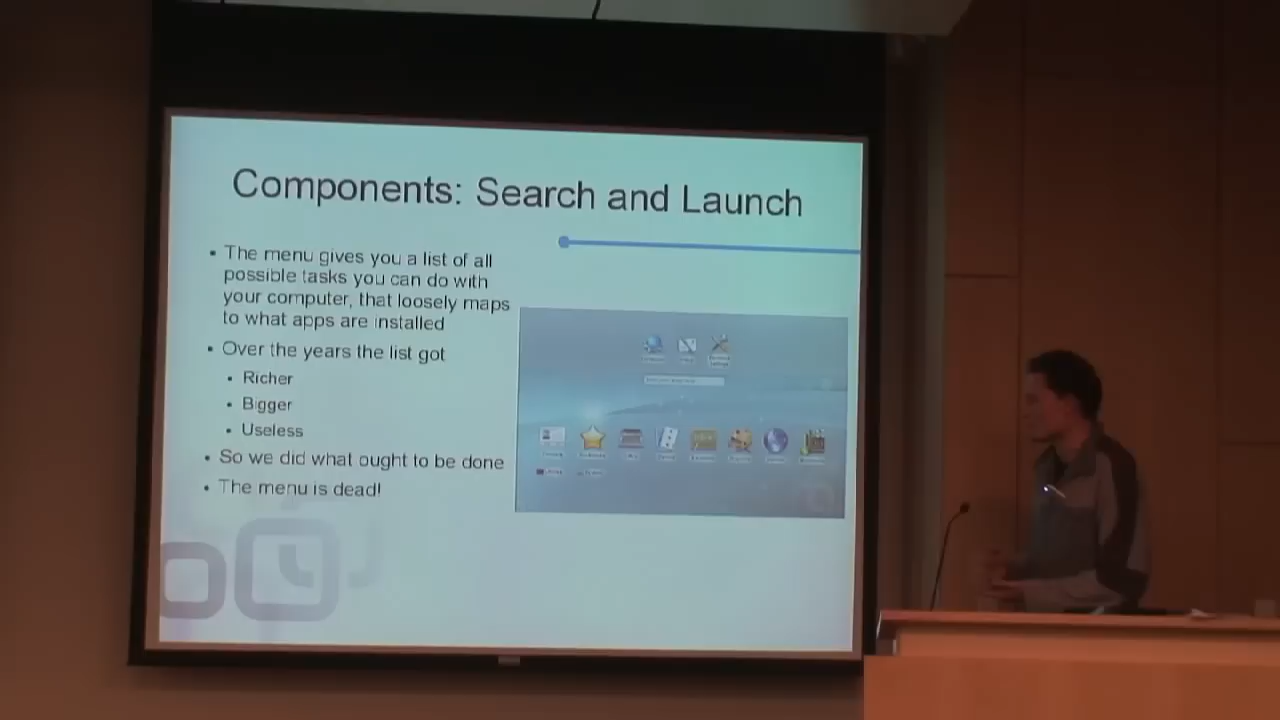 Components: Search and Launch
• The menu gives you a list of all
possible tasks you can do with
your computer, that loosely maps
to what apps are installed
• Over the years the list got
• Richer
• Bigger
• Useless
• So we did what ought to be done
• The menu is dead!